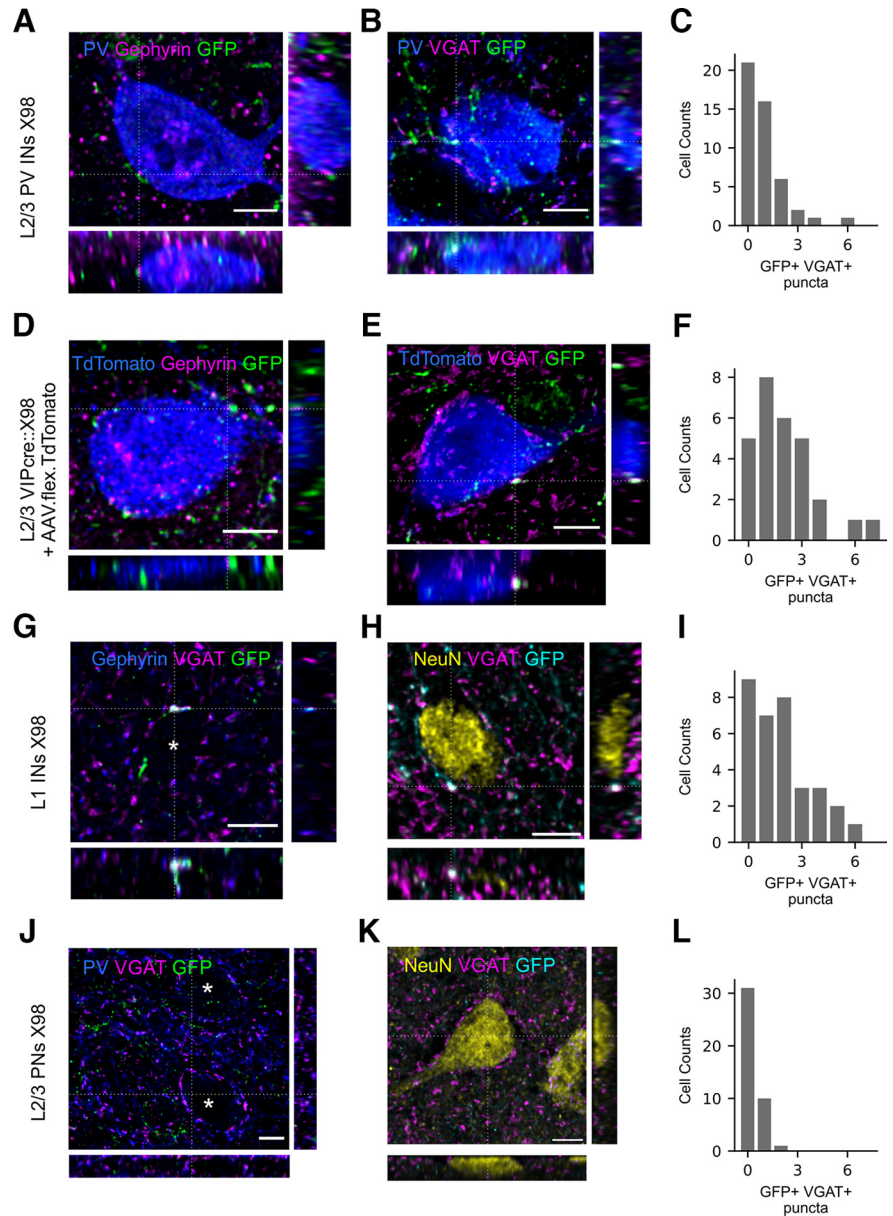 A
B
C
L2/3 PV INs X98
PV Gephyrin GFP
PV VGAT GFP
Cell Counts
20
15
10
5
0
0 3 6
GFP+ VGAT+
puncta
D
E
F
L2/3 VIPcre::X98
+ AAV.flex.TdTomato
TdTomato Gephyrin GFP
TdTomato VGAT GFP
Cell Counts
8
6
4
2
0
0 3 6
GFP+ VGAT+
puncta
G
H
I
L1 INs X98
Gephyrin VGAT GFP
*
NeuN VGAT GFP
Cell Counts
8
6
4
2
0
0 3 6
GFP+ VGAT+
puncta
J
K
L
L2/3 PNs X98
PV VGAT GFP
*
*
NeuN VGAT GFP
Cell Counts
30
20
10
0
0 3 6
GFP+ VGAT+
puncta